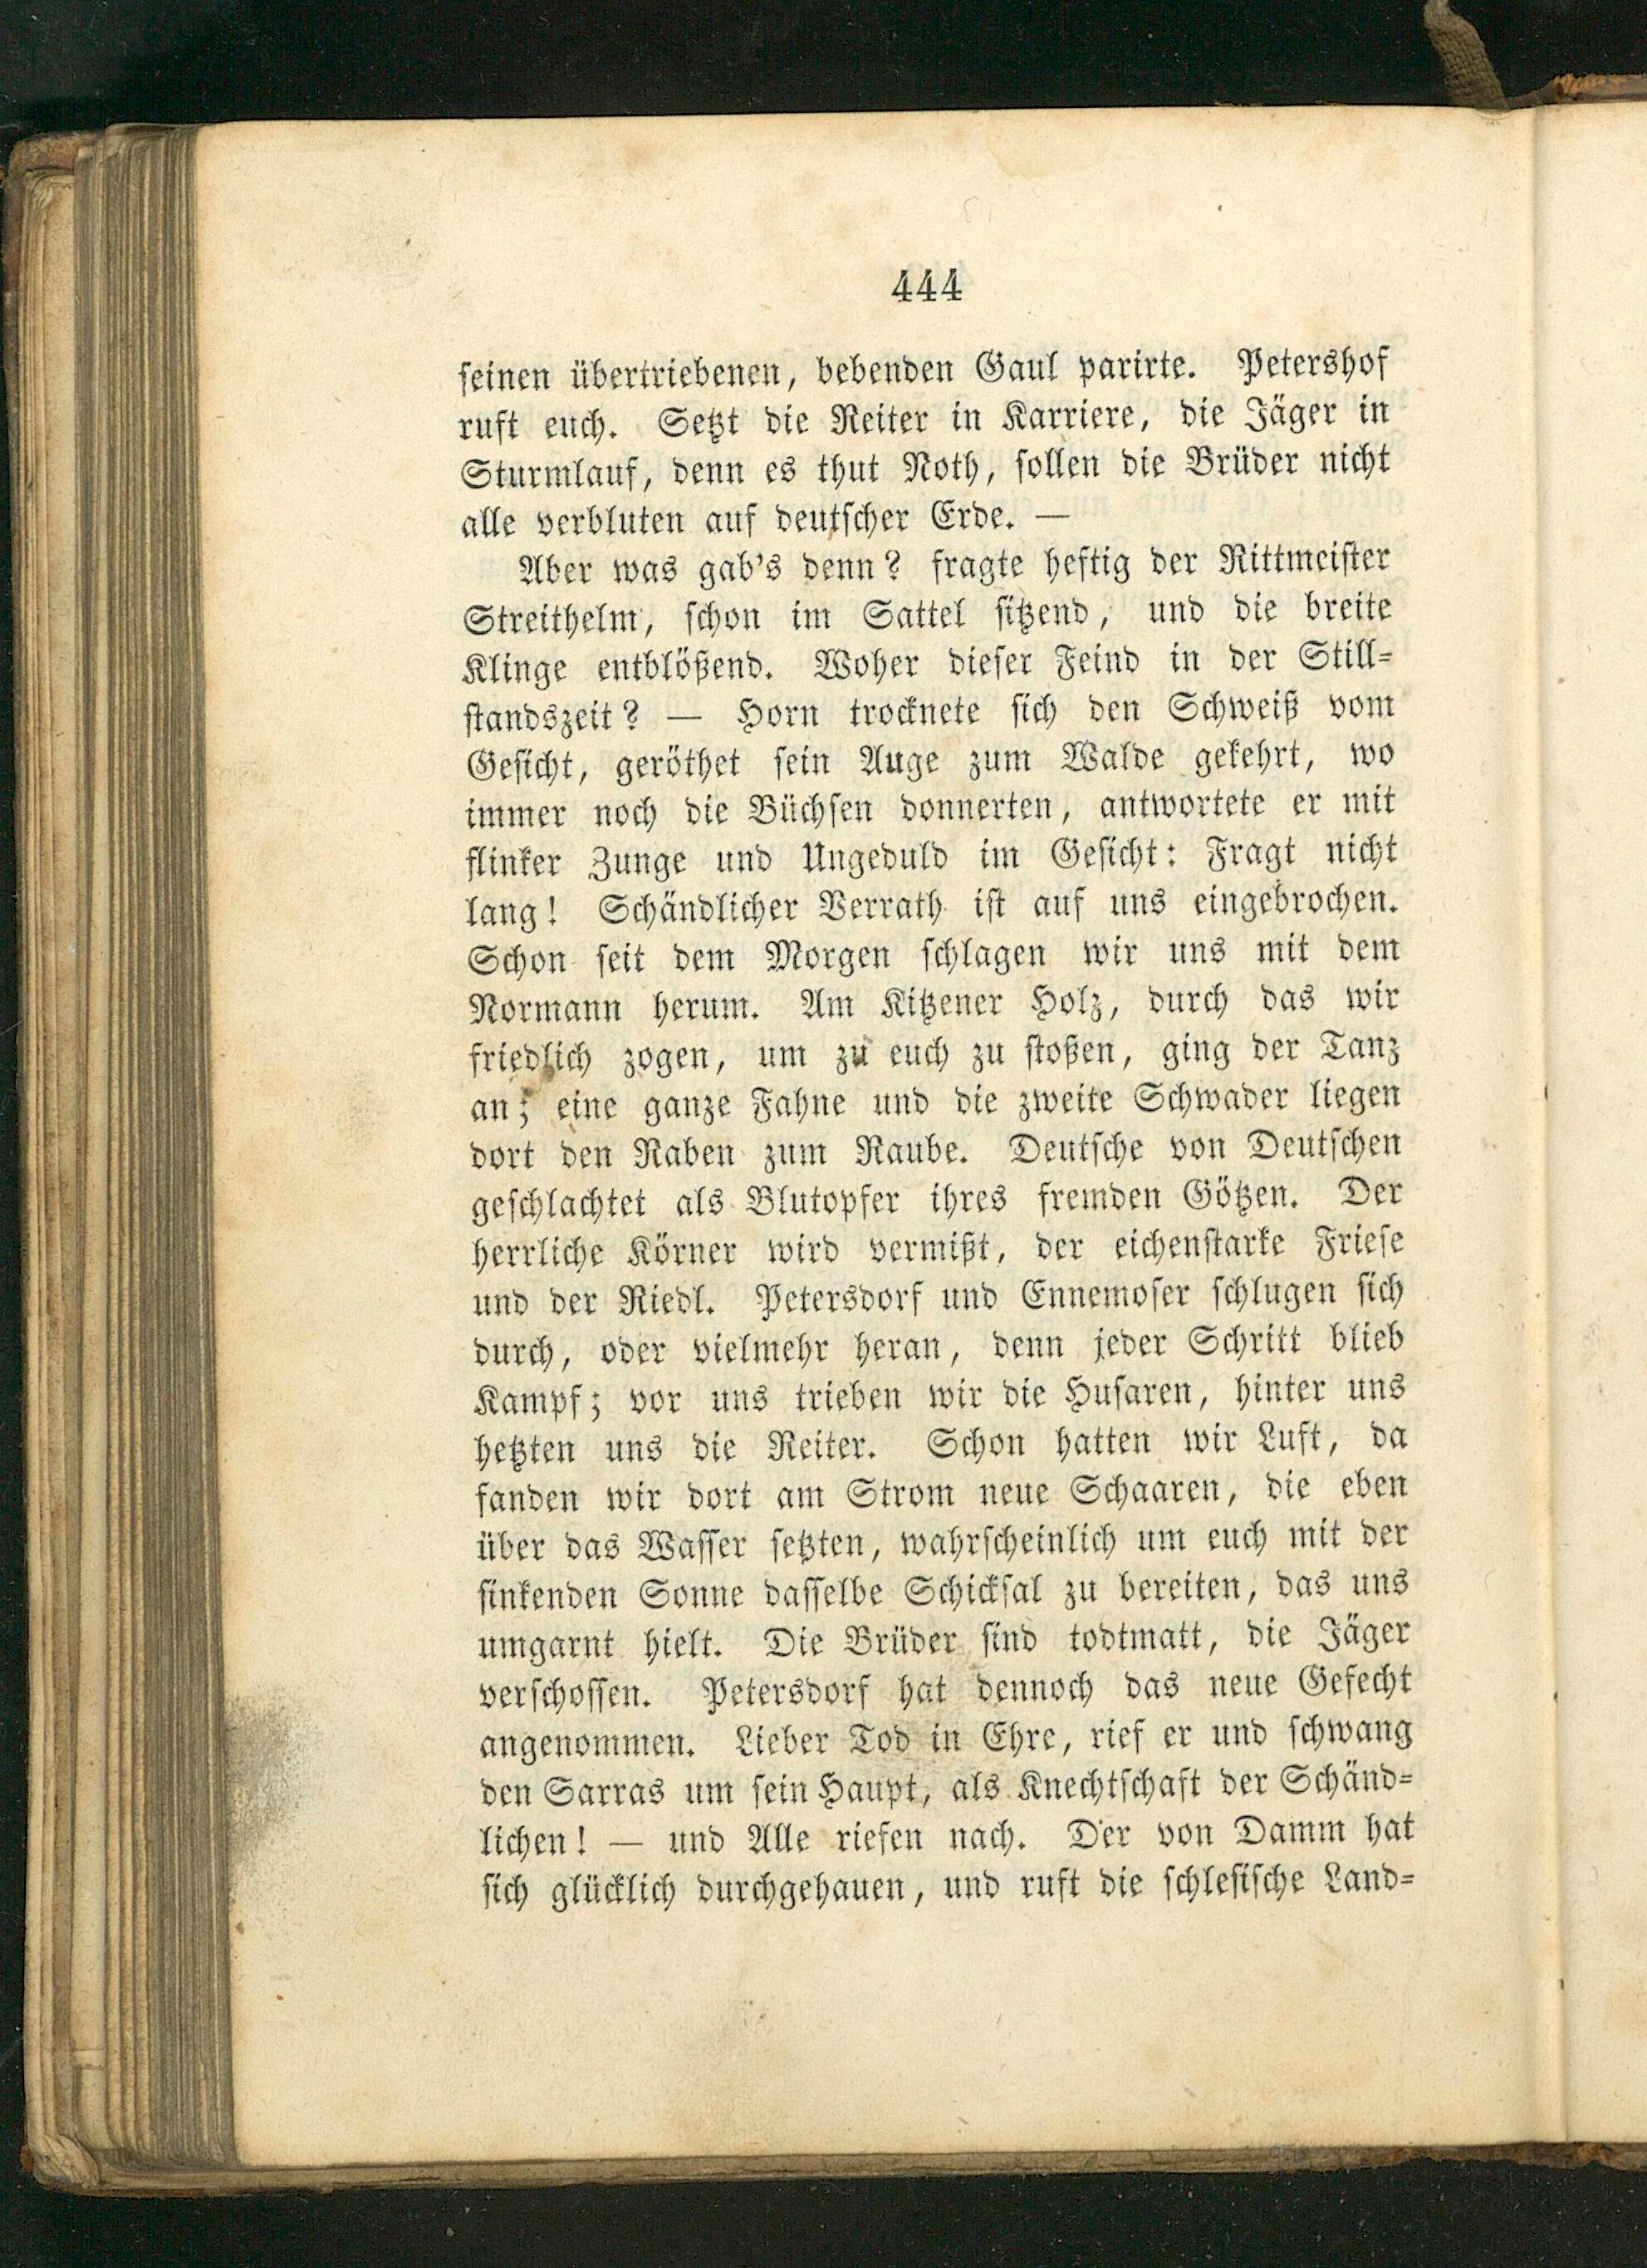 444
seinen übertriebenen, bebenden Gaul parirte. Petershof
ruft euch. Setzt die Reiter in Karriere, die Jäger in
Sturmlauf, denn es thut Noth, sollen die Brüder nicht
alle verbluten auf deutscher Erde. —
Aber was gab's denn? fragte heftig der Rittmeister
Streithelm, schon im Sattel sitzend, und die breite
Klinge entblößend. Woher dieser Feind in der Still-
standszeit? — Horn trocknete sich den Schweiß vom
Gesicht, geröthet sein Auge zum Walde gekehrt, wo
immer noch die Büchsen donnerten, antwortete er mit
flinker Zunge und Ungeduld im Gesicht: Fragt nicht
lang! Schändlicher Verrath ist auf uns eingebrochen.
Schon seit dem Morgen schlagen wir uns mit dem
Normann herum. Am Kitzener Holz, durch das wir
friedlich zogen, um zu euch zu stoßen, ging der Tanz
an; eine ganze Fahne und die zweite Schwader liegen
dort den Raben zum Raube. Deutsche von Deutschen
geschlachtet als Blutopfer ihres fremden Götzen. Der
herrliche Körner wird vermißt, der eichenstarke Friese
und der Riedl. Petersdorf und Ennemoser schlugen sich
durch, oder vielmehr heran, denn jeder Schritt blieb
Kampf; vor uns trieben wir die Husaren, hinter uns
hetzten uns die Reiter. Schon hatten wir Luft, da
fanden wir dort am Strom neue Schaaren, die eben
über das Wasser setzten, wahrscheinlich um euch mit der
sinkenden Sonne dasselbe Schicksal zu bereiten, das uns
umgarnt hielt. Die Brüder sind todtmatt, die Jäger
verschossen. Petersdorf hat dennoch das neue Gefecht
angenommen. Lieber Tod in Ehre, rief er und schwang
den Sarras um sein Haupt, als Knechtschaft der Schänd-
lichen! — und Alle riefen nach. Der von Damm hat
sich glücklich durchgehauen, und ruft die schlesische Land-